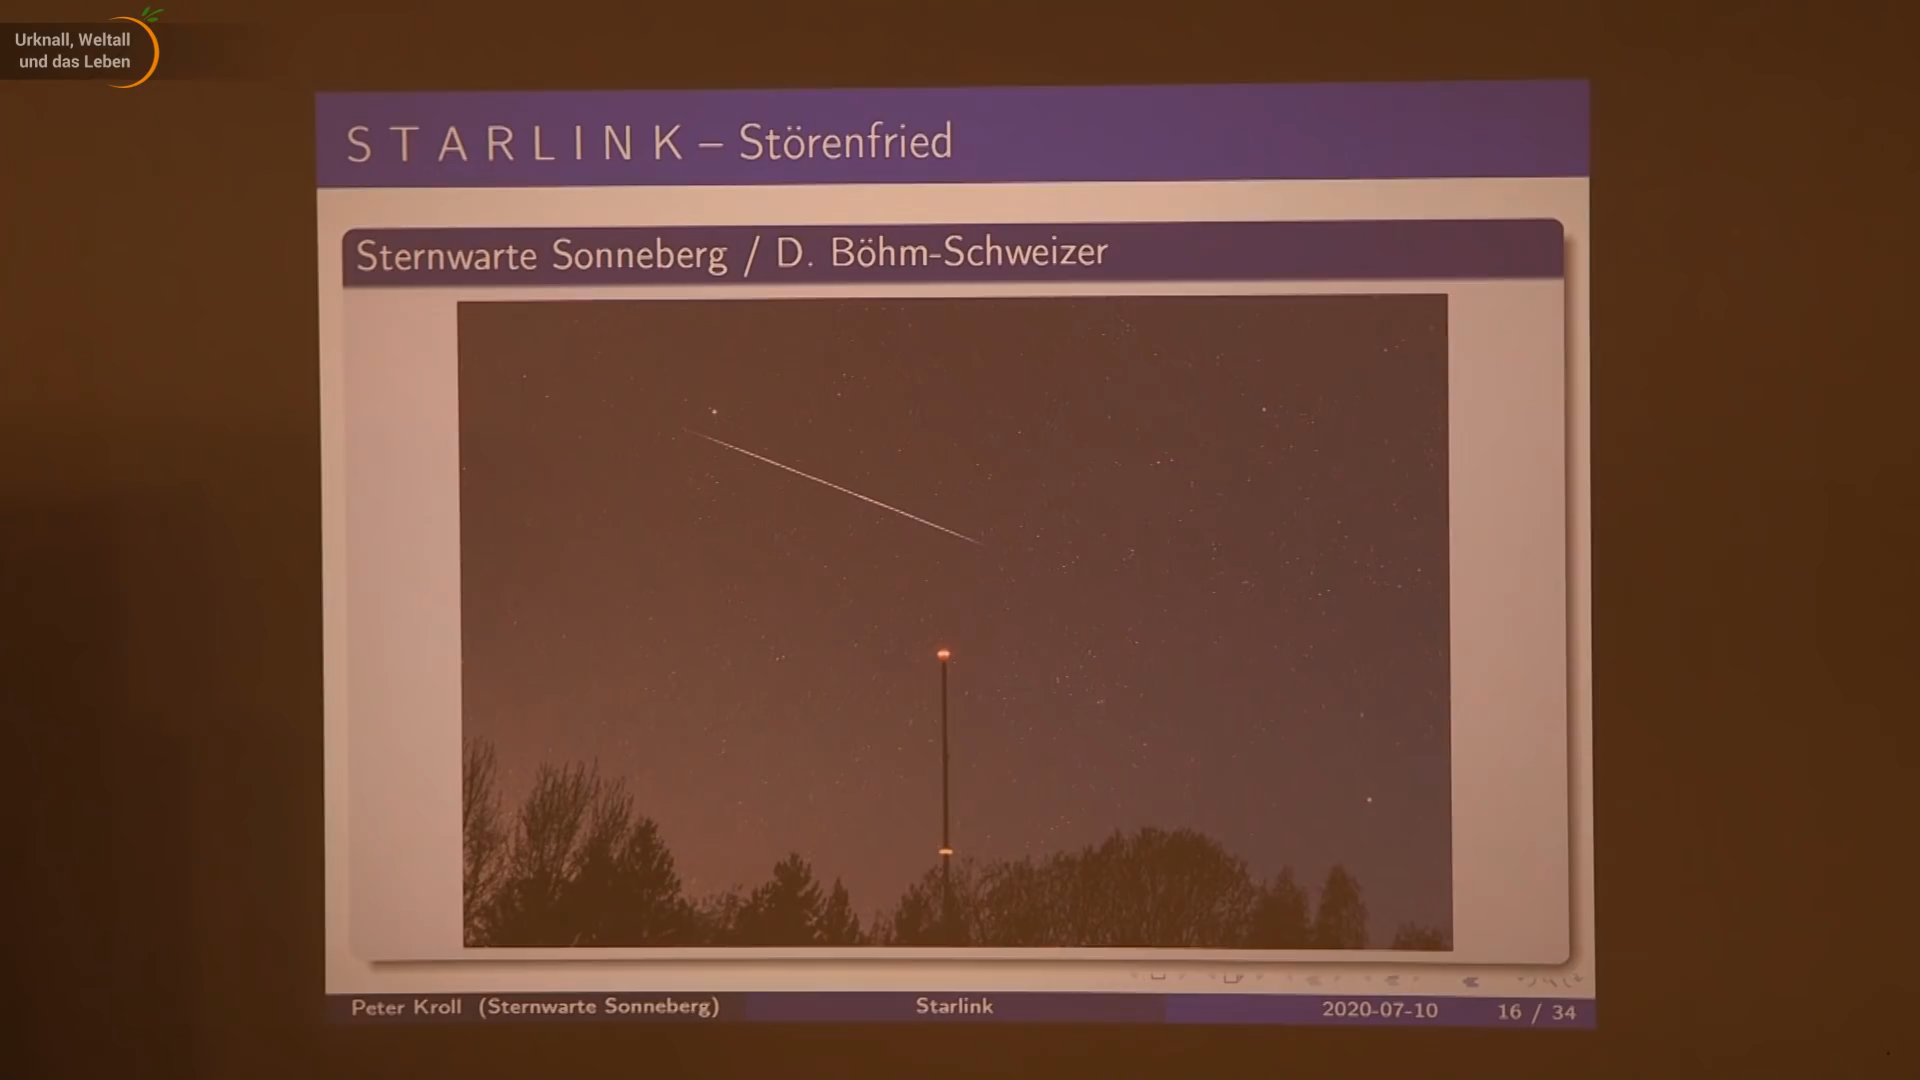 Urknall, Weltall
und das Leben
S T A R L I N K – Störenfried
Sternwarte Sonneberg / D. Böhm-Schweizer
Peter Kroll (Sternwarte Sonneberg) Starlink 2020-07-10 16 / 34